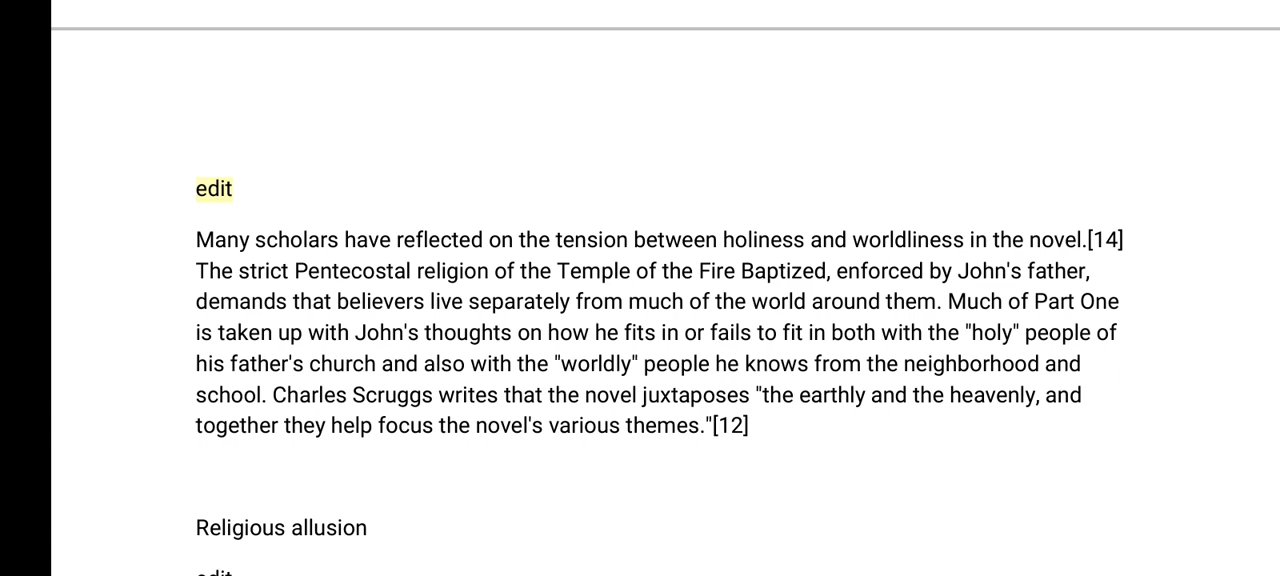 edit
Many scholars have reflected on the tension between holiness and worldliness in the novel.[14]
The strict Pentecostal religion of the Temple of the Fire Baptized, enforced by John's father,
demands that believers live separately from much of the world around them. Much of Part One
is taken up with John's thoughts on how he fits in or fails to fit in both with the "holy" people of
his father's church and also with the "worldly" people he knows from the neighborhood and
school. Charles Scruggs writes that the novel juxtaposes "the earthly and the heavenly, and
together they help focus the novel's various themes."[12]
Religious allusion
edit